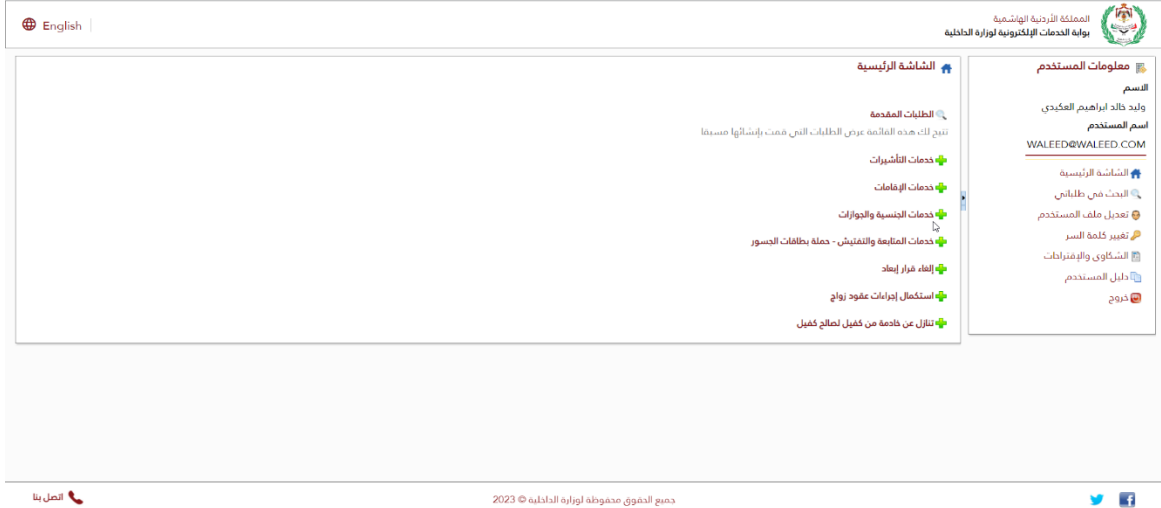 المملكة الأردنية الهاشمية
بوابة الخدمات الإلكترونية لوزارة الداخلية
English
معلومات المستخدم
الاسم
وليد خالد ابراهيم العكيدي
اسم المستخدم
WALEED@WALEED.COM
الشاشة الرئيسية
البحث في طلباتي
تعديل ملف المستخدم
تغيير كلمة السر
الشكاوى والإقتراحات
دليل المستخدم
خروج
الشاشة الرئيسية
الطلبات المقدمة
تتيح لك هذه القائمة عرض الطلبات التي قمت بإنشائها مسبقا
خدمات التأشيرات
خدمات الإقامات
خدمات الجنسية والجوازات
خدمات المتابعة والتفتيش - حملة بطاقات الجسور
إلغاء قرار إبعاد
استكمال إجراءات عقود زواج
تنازل عن خادمة من كفيل لصالح كفيل
جميع الحقوق محفوظة لوزارة الداخلية © 2023
اتصل بنا